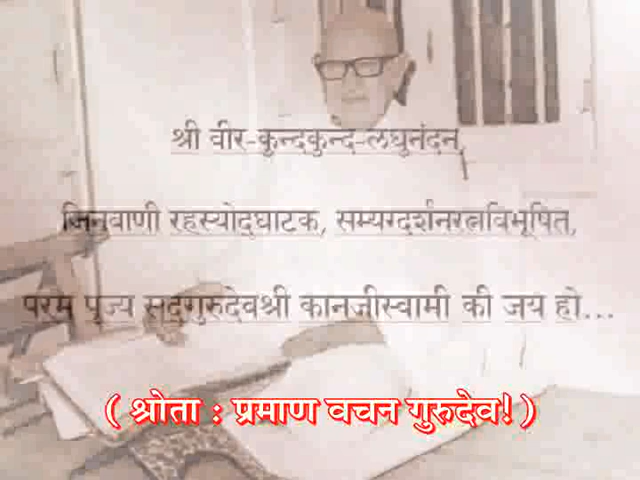 श्री वीर-कुन्दकुन्द-लघुनंदन,
जिनवाणी रहस्योद्घाटक, सम्यग्दर्शनरत्नविभूषित,
परम पूज्य सद्गुरुदेवश्री कानजीस्वामी की जय हो...
( श्रोता : प्रमाण वचन गुरुदेव! )